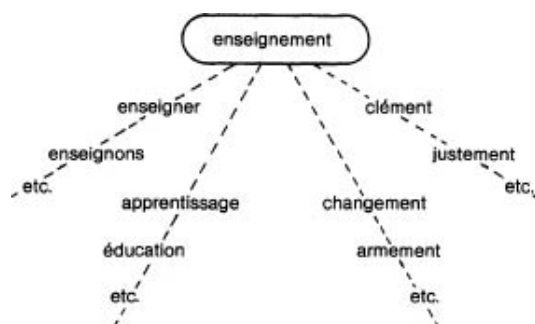 enseignement
enseigner
clément
enseignons
justement
etc.
etc.
apprentissage
changement
éducation
armement
etc.
etc.